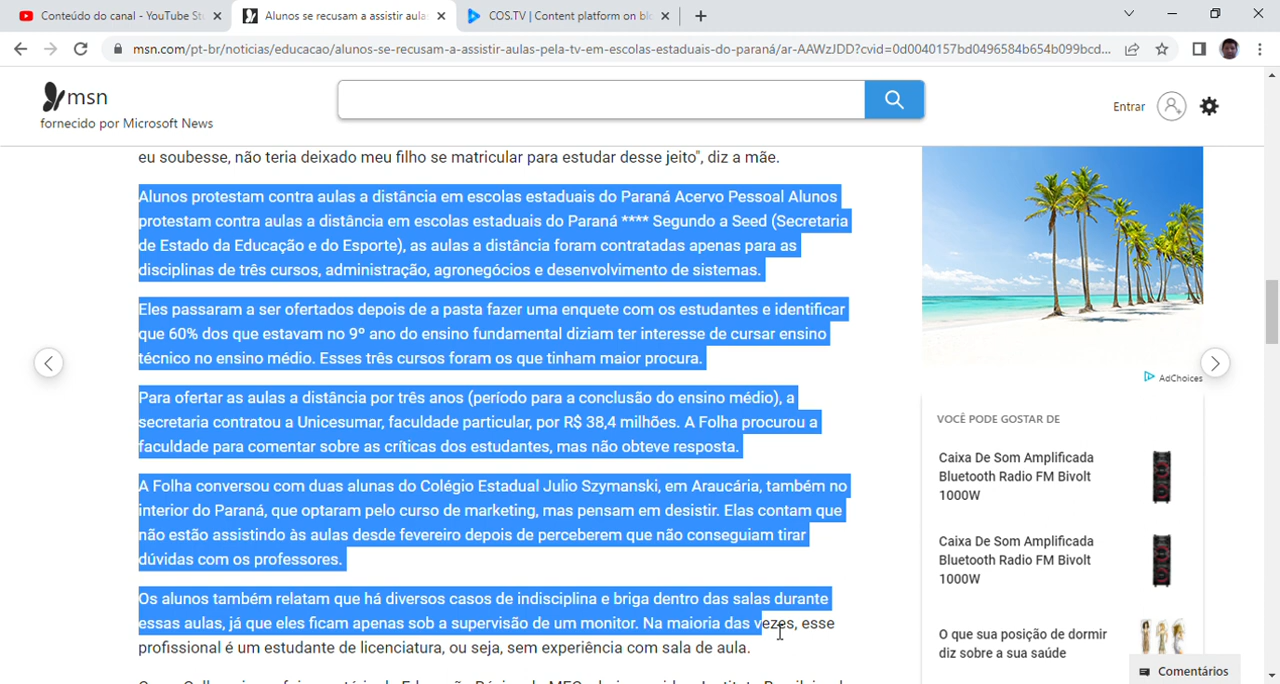 Conteúdo do canal - YouTube St
Alunos se recusam a assistir aula
COS.TV | Content platform on bl
msn.com/pt-br/noticias/educacao/alunos-se-recusam-a-assistir-aulas-pela-tv-em-escolas-estaduais-do-paraná/ar-AAWzJDD?cvid=0d0040157bd0496584b654b099bcd...
msn
fornecido por Microsoft News
Entrar
eu soubesse, não teria deixado meu filho se matricular para estudar desse jeito", diz a mãe.
Alunos protestam contra aulas a distância em escolas estaduais do Paraná Acervo Pessoal Alunos
protestam contra aulas a distância em escolas estaduais do Paraná **** Segundo a Seed (Secretaria
de Estado da Educação e do Esporte), as aulas a distância foram contratadas apenas para as
disciplinas de três cursos, administração, agronegócios e desenvolvimento de sistemas.
Eles passaram a ser ofertados depois de a pasta fazer uma enquete com os estudantes e identificar
que 60% dos que estavam no 9º ano do ensino fundamental diziam ter interesse de cursar ensino
técnico no ensino médio. Esses três cursos foram os que tinham maior procura.
Para ofertar as aulas a distância por três anos (período para a conclusão do ensino médio), a
secretaria contratou a Unicesumar, faculdade particular, por R$ 38,4 milhões. A Folha procurou a
faculdade para comentar sobre as críticas dos estudantes, mas não obteve resposta.
A Folha conversou com duas alunas do Colégio Estadual Julio Szymanski, em Araucária, também no
interior do Paraná, que optaram pelo curso de marketing, mas pensam em desistir. Elas contam que
não estão assistindo às aulas desde fevereiro depois de perceberem que não conseguiam tirar
dúvidas com os professores.
Os alunos também relatam que há diversos casos de indisciplina e briga dentro das salas durante
essas aulas, já que eles ficam apenas sob a supervisão de um monitor. Na maioria das vezes, esse
profissional é um estudante de licenciatura, ou seja, sem experiência com sala de aula.
AdChoices
VOCÊ PODE GOSTAR DE
Caixa De Som Amplificada
Bluetooth Radio FM Bivolt
1000W
Caixa De Som Amplificada
Bluetooth Radio FM Bivolt
1000W
O que sua posição de dormir
diz sobre a sua saúde
Comentários